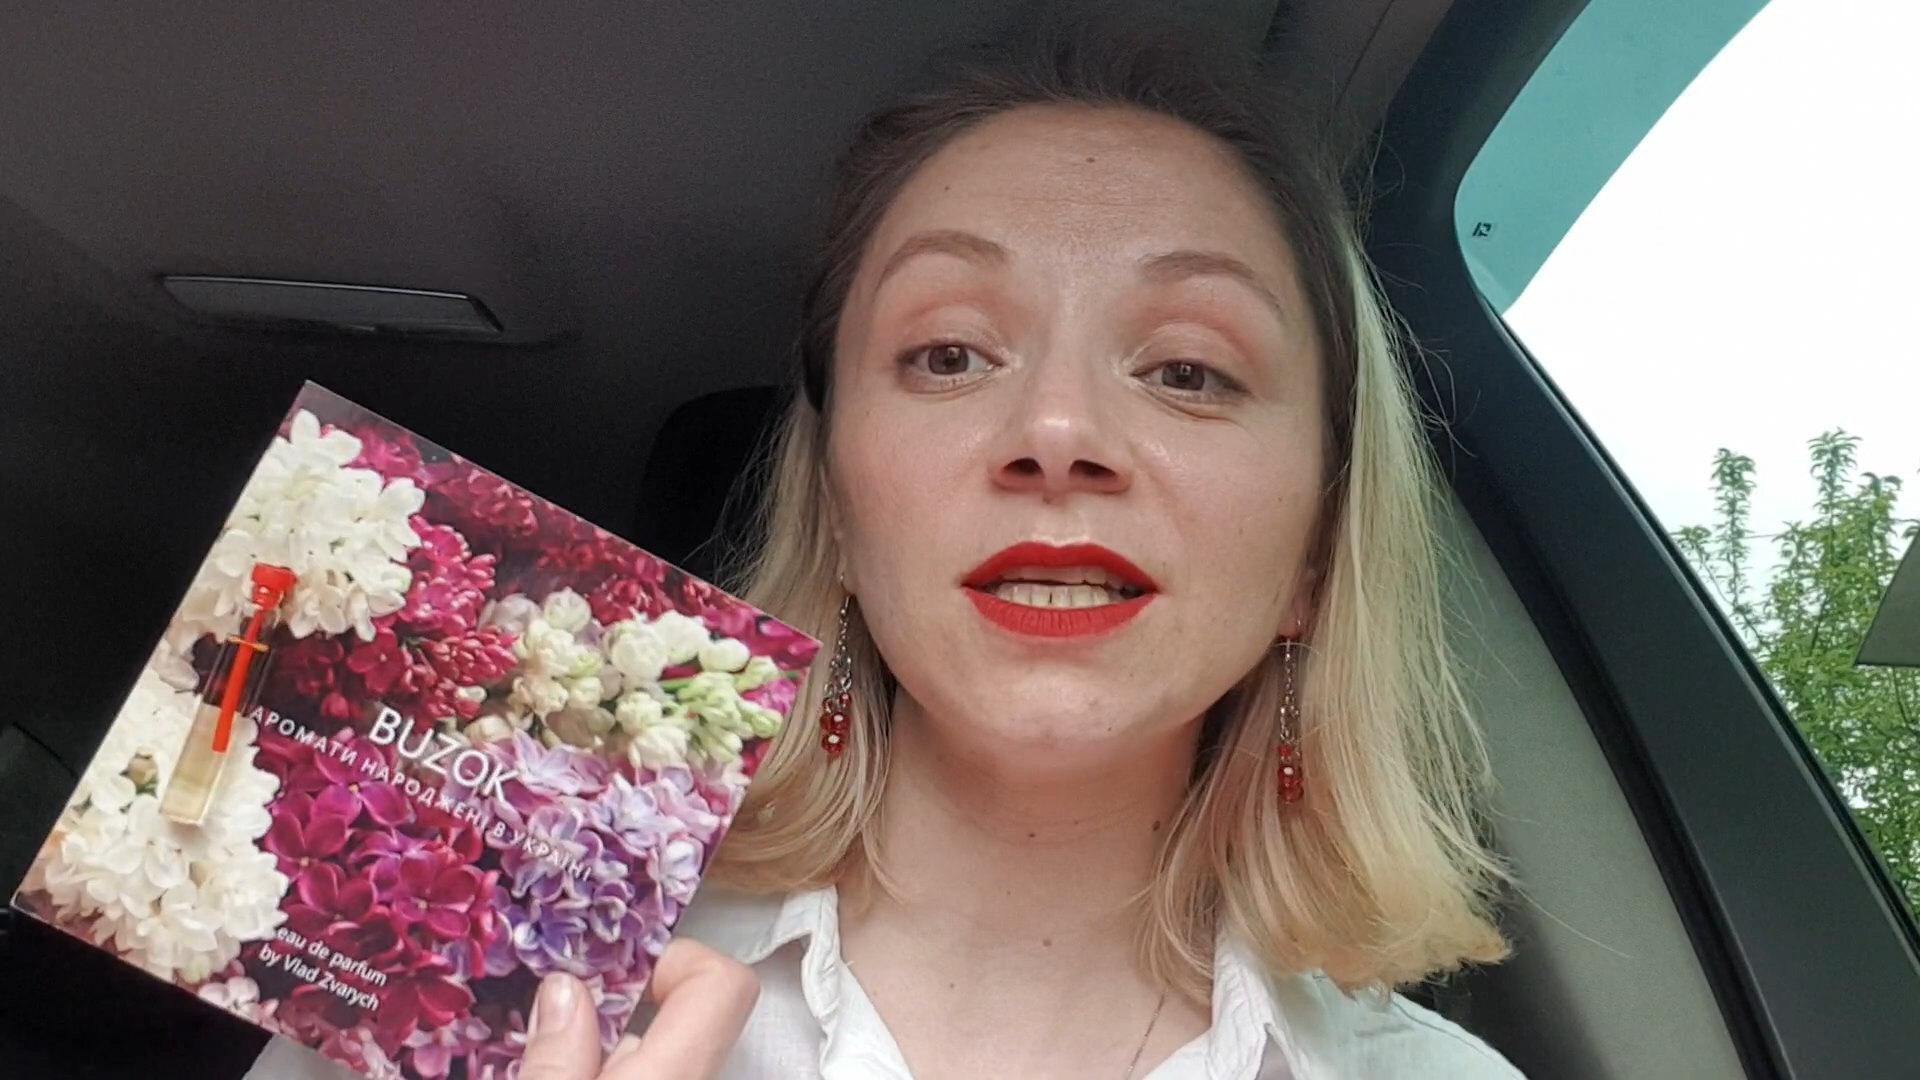 BUZOK
АРОМАТИ НАРОДЖЕНІ В УКРАЇНІ
eau de parfum
by Vlad Zvarych